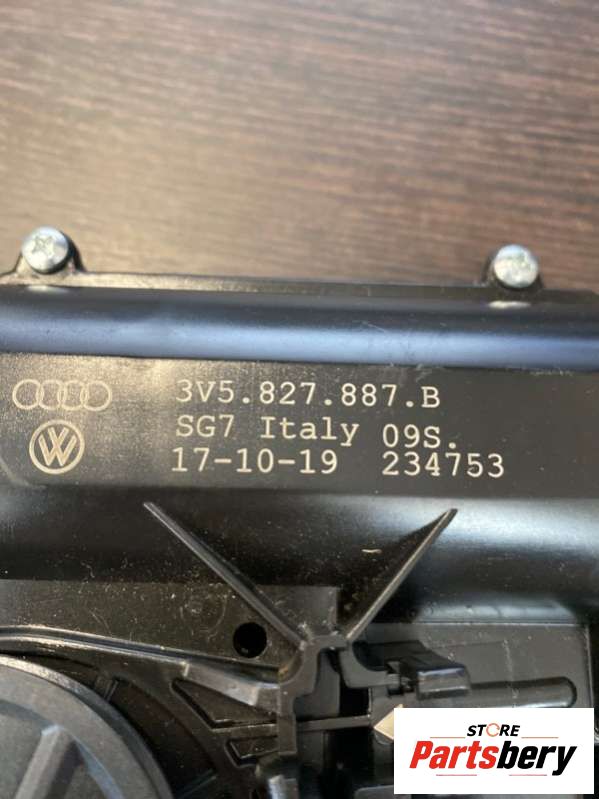 3V5.827.887.B
SG7 Italy 09S.
17-10-19 234753
STORE
Partsbery